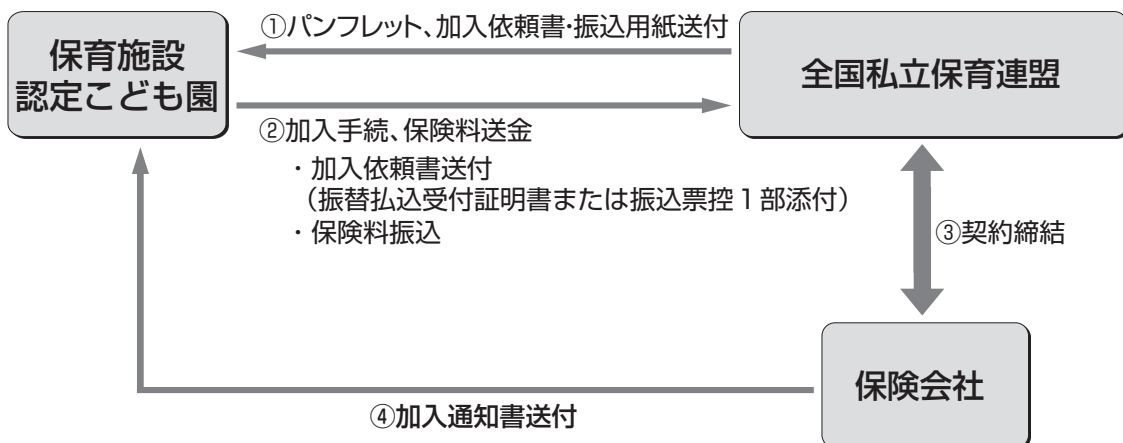 ①パンフレット、加入依頼書・振込用紙送付
保育施設
認定こども園
全国私立保育連盟
②加入手続、保険料送金
・加入依頼書送付
（振替払込受付証明書または振込票控１部添付）
・保険料振込
③契約締結
保険会社
④加入通知書送付